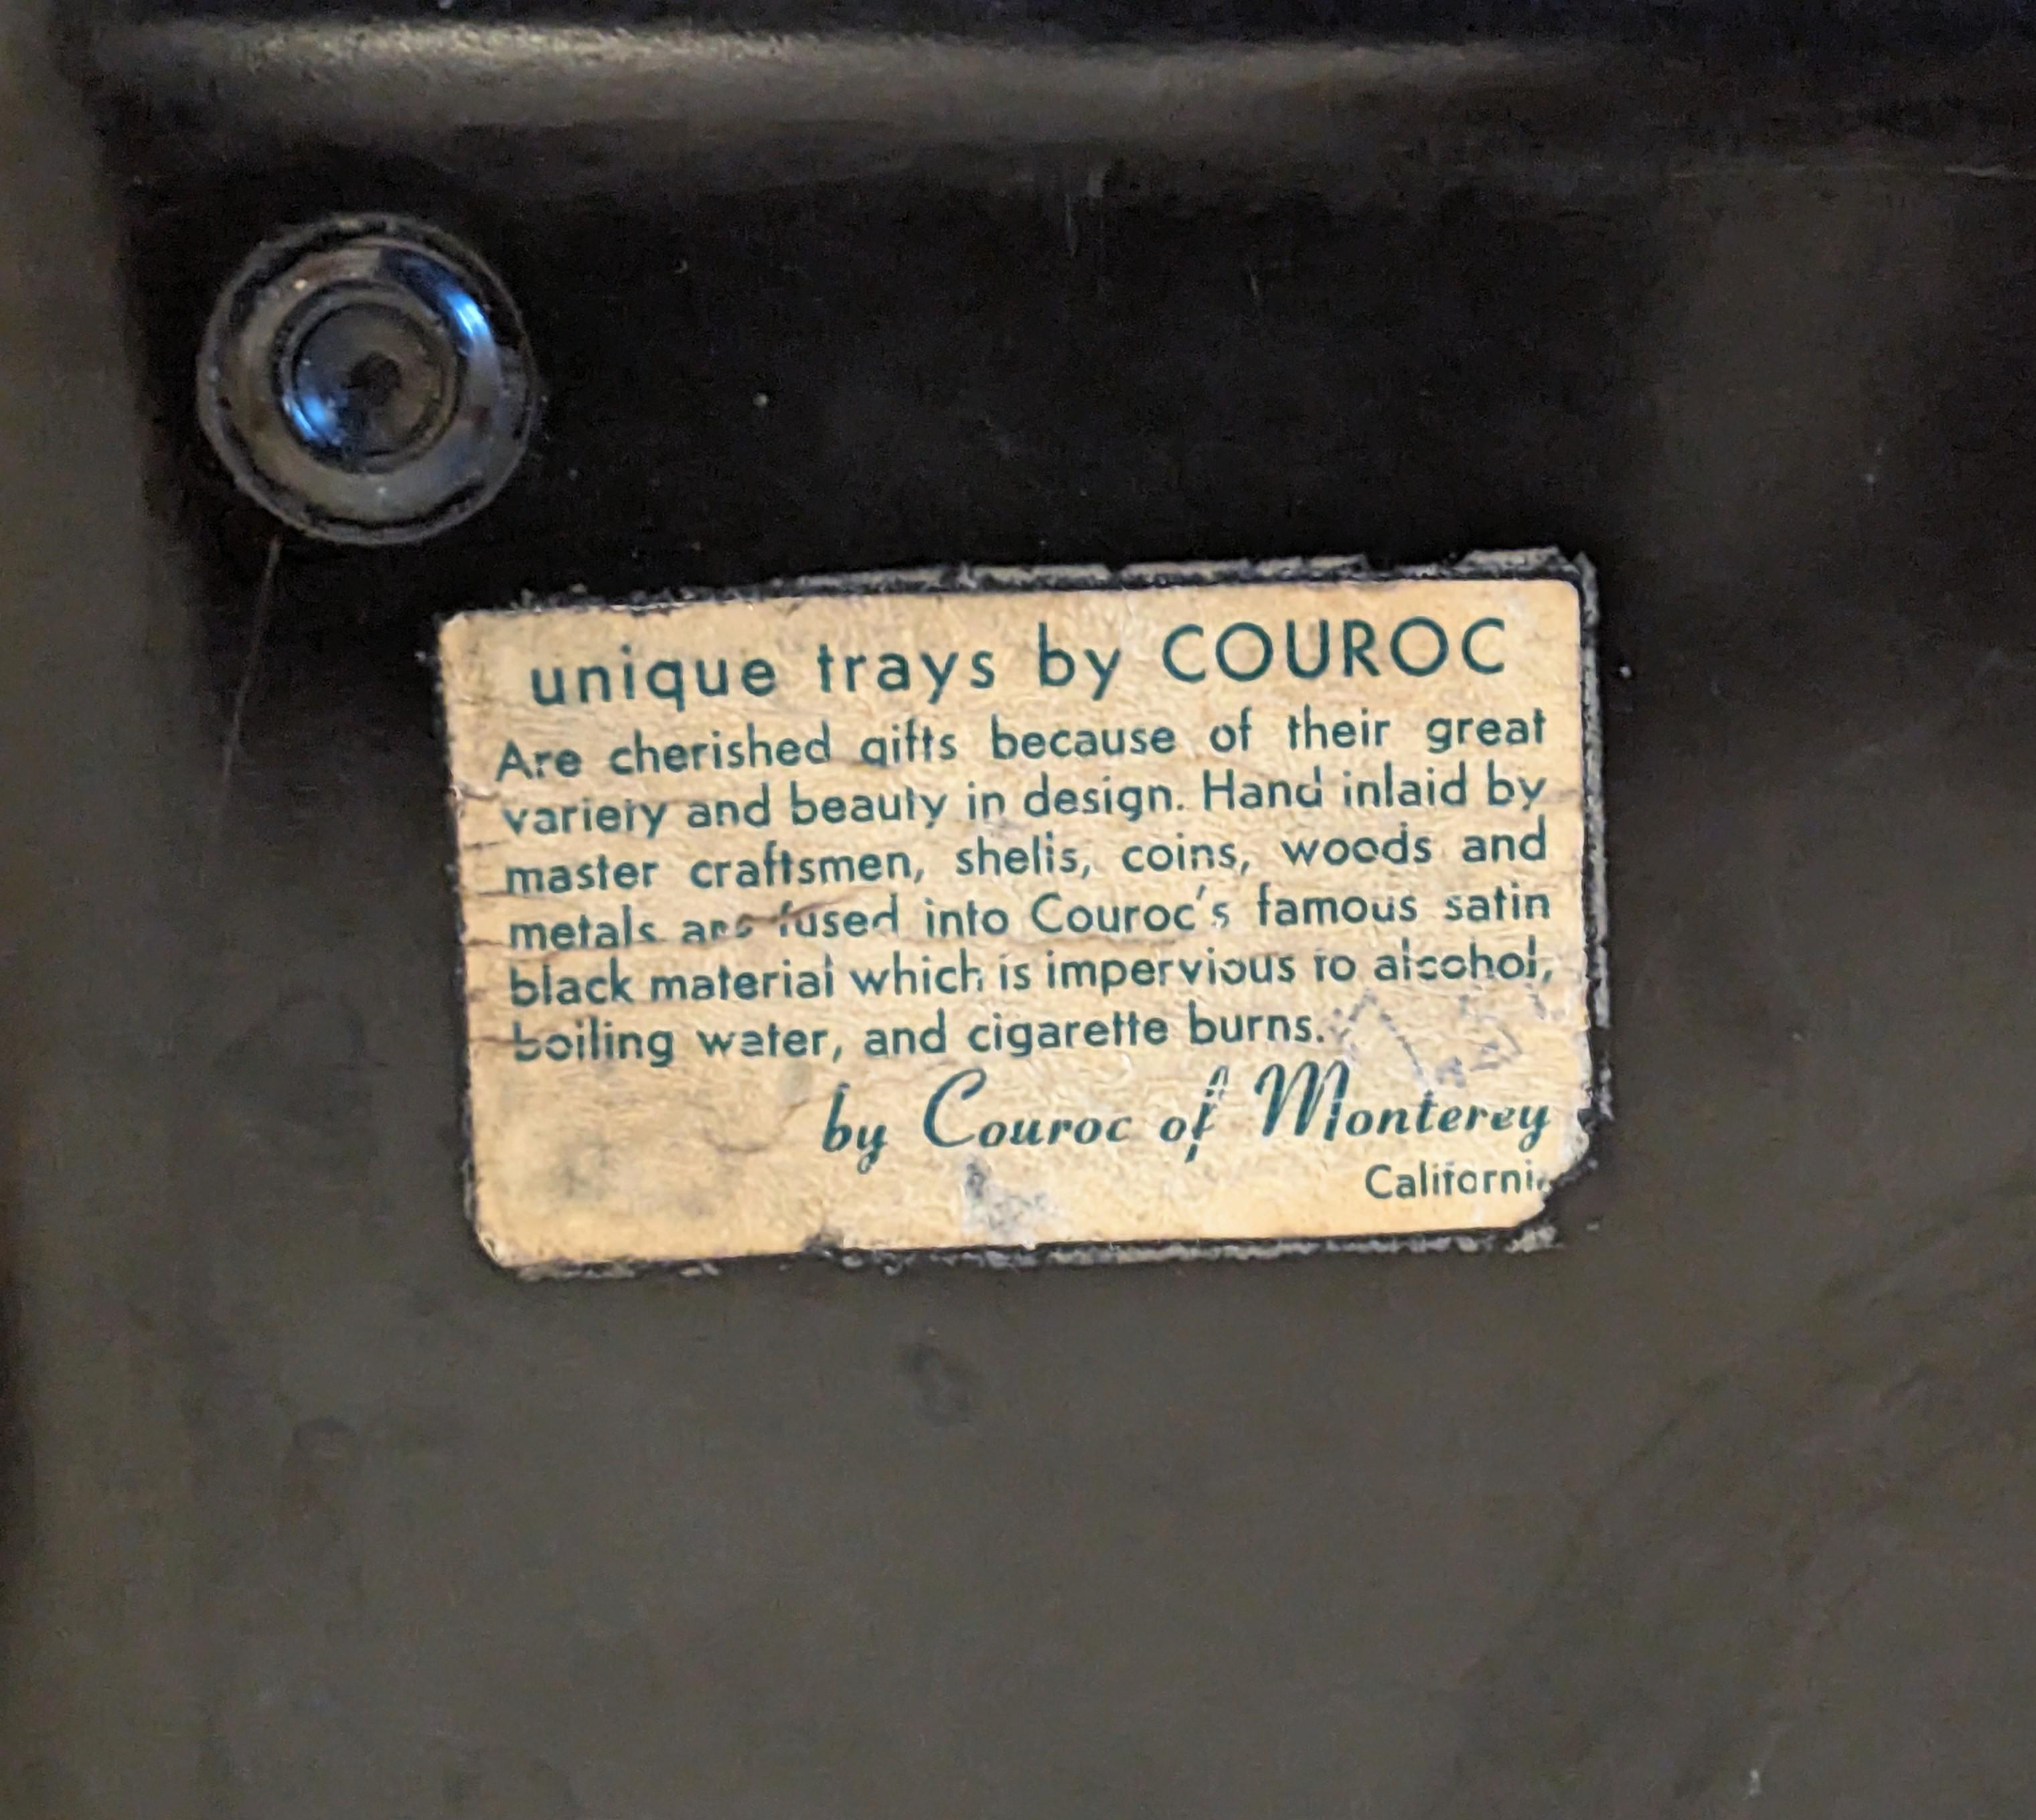 unique trays by COUROC
Are cherished gifts because of their great
variety and beauty in design. Hand inlaid by
master craftsmen, shells, coins, woods and
metals are fused into Couroc's famous satin
black material which is impervious to alcohol,
boiling water, and cigarette burns.
by Couroc of Monterey
California